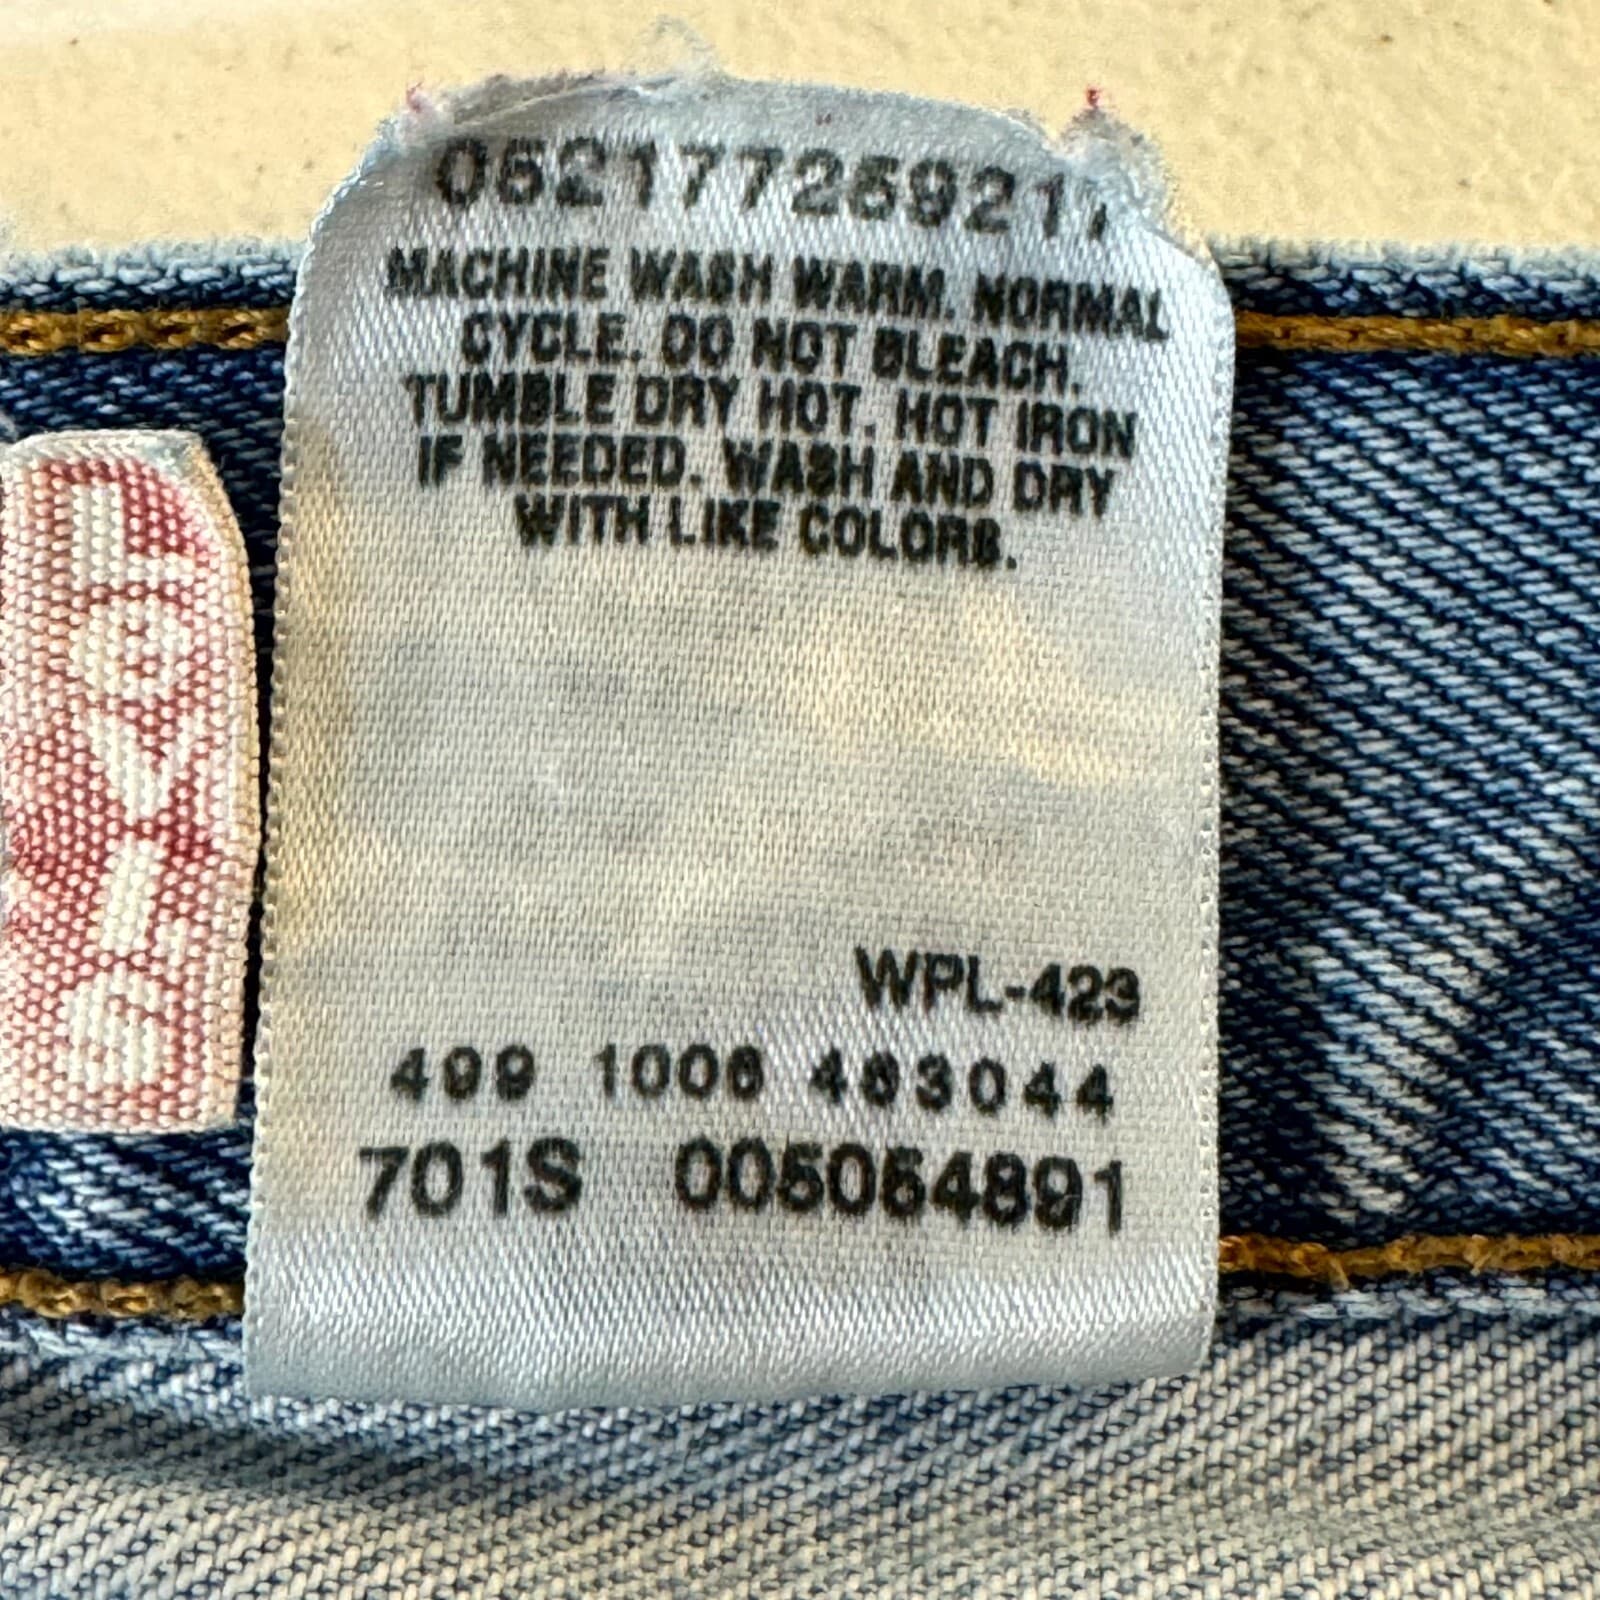 LEVI'S
MACHINE WASH WARM. NORMAL
CYCLE. DO NOT BLEACH.
TUMBLE DRY HOT. HOT IRON
IF NEEDED. WASH AND DRY
WITH LIKE COLORS.
WPL-423
499 1006 463044
701S 005054891